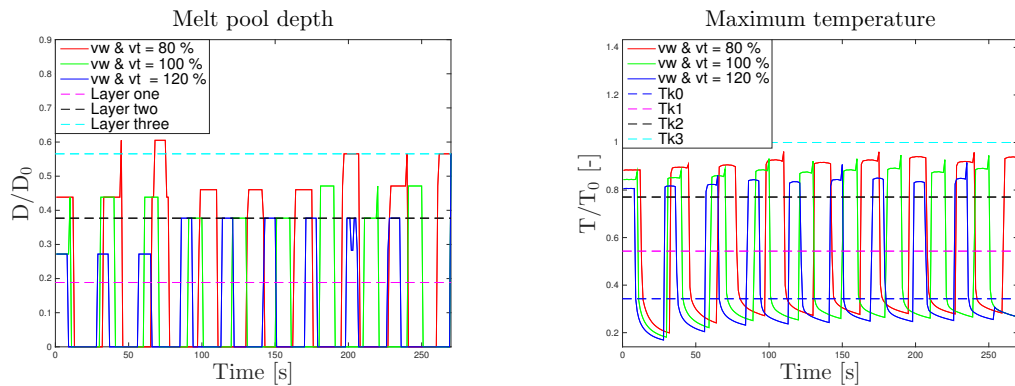 Melt pool depth
0.9
0.8
0.7
0.6
0.5
0.4
0.3
0.2
0.1
0
D/D0
vw & vt = 80 %
vw & vt = 100 %
vw & vt = 120 %
Layer one
Layer two
Layer three
0 50 100 150 200 250
Time [s]
Maximum temperature
1.4
1.2
1
0.8
0.6
0.4
0.2
T/T0 [-]
vw & vt = 80 %
vw & vt = 100 %
vw & vt = 120 %
Tk0
Tk1
Tk2
Tk3
0 50 100 150 200 250
Time [s]